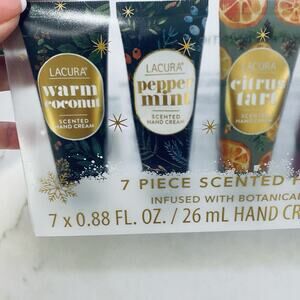 LACURA®
warm
coconut
SCENTED
HAND CREAM
LACURA®
pepper
mint
SCENTED
HAND CREAM
LACURA®
citrus
tart
SCENTED
HAND CREAM
7 PIECE SCENTED
INFUSED WITH BOTANICAL
7 x 0.88 FL. OZ. / 26 mL HAND CR